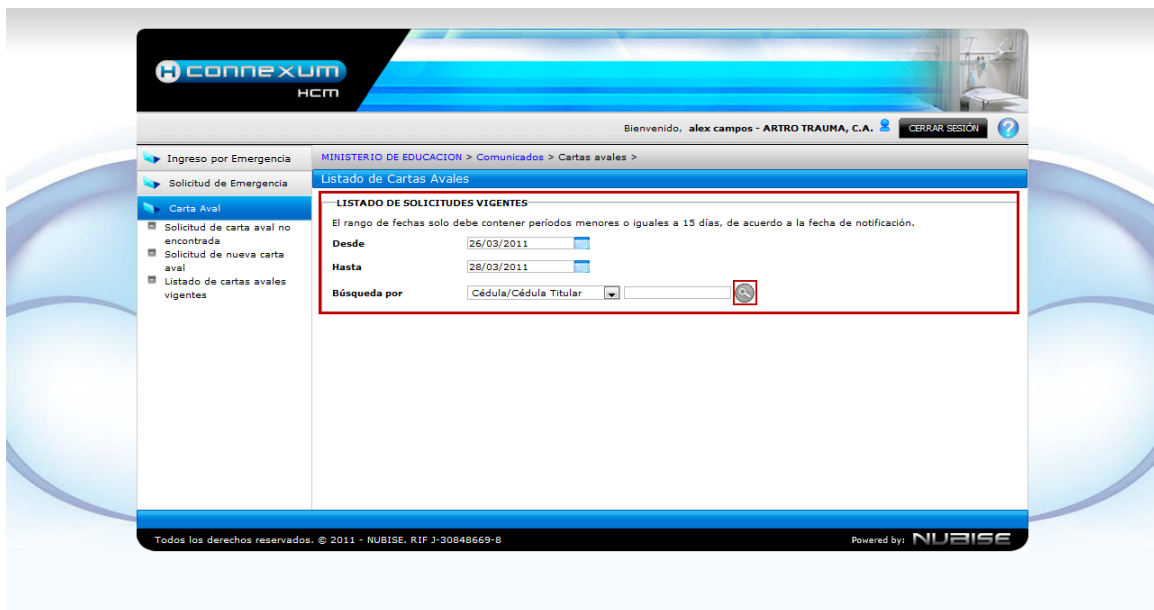 connexum
HCM
Bienvenido, alex campos - ARTRO TRAUMA, C.A. CERRAR SESIÓN ?
Ingreso por Emergencia
Solicitud de Emergencia
Carta Aval
Solicitud de carta aval no
encontrada
Solicitud de nueva carta
aval
Listado de cartas avales
vigentes
MINISTERIO DE EDUCACION > Comunicados > Cartas avales >
Listado de Cartas Avales
LISTADO DE SOLICITUDES VIGENTES
El rango de fechas solo debe contener períodos menores o iguales a 15 días, de acuerdo a la fecha de notificación.
Desde 26/03/2011
Hasta 28/03/2011
Búsqueda por Cédula/Cédula Titular
Todos los derechos reservados. © 2011 - NUBISE. RIF J-30848669-8 Powered by: NUBISE